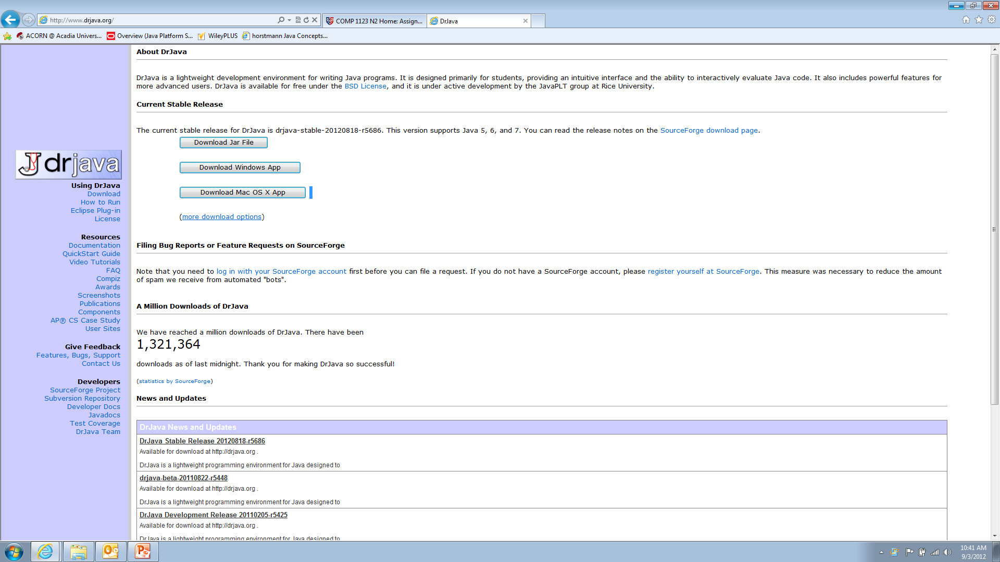 http://www.drjava.org/
COMP 1123 N2 Home: Assign...
DrJava
ACORN @ Acadia Univers...
Overview (Java Platform S...
WileyPLUS
horstmann Java Concepts...
drjava
Using DrJava
Download
How to Run
Eclipse Plug-in
License
Resources
Documentation
QuickStart Guide
Video Tutorials
FAQ
Compiz
Awards
Screenshots
Publications
Components
AP® CS Case Study
User Sites
Give Feedback
Features, Bugs, Support
Contact Us
Developers
SourceForge Project
Subversion Repository
Developer Docs
Javadocs
Test Coverage
DrJava Team
About DrJava
DrJava is a lightweight development environment for writing Java programs. It is designed primarily for students, providing an intuitive interface and the ability to interactively evaluate Java code. It also includes powerful features for
more advanced users. DrJava is available for free under the BSD License, and it is under active development by the JavaPLT group at Rice University.
Current Stable Release
The current stable release for DrJava is drjava-stable-20120818-r5686. This version supports Java 5, 6, and 7. You can read the release notes on the SourceForge download page.
Download Jar File
Download Windows App
Download Mac OS X App
(more download options)
Filing Bug Reports or Feature Requests on SourceForge
Note that you need to log in with your SourceForge account first before you can file a request. If you do not have a SourceForge account, please register yourself at SourceForge. This measure was necessary to reduce the amount
of spam we receive from automated "bots".
A Million Downloads of DrJava
We have reached a million downloads of DrJava. There have been
1,321,364
downloads as of last midnight. Thank you for making DrJava so successful!
(statistics by SourceForge)
News and Updates
DrJava News and Updates
DrJava Stable Release 20120818-r5686
Available for download at http://drjava.org .
DrJava is a lightweight programming environment for Java designed to
drjava-beta-20110822-r5448
Available for download at http://drjava.org .
DrJava is a lightweight programming environment for Java designed to
DrJava Development Release 20110205-r5425
Available for download at http://drjava.org .
DrJava is a lightweight programming environment for Java designed to
10:41 AM
9/3/2012